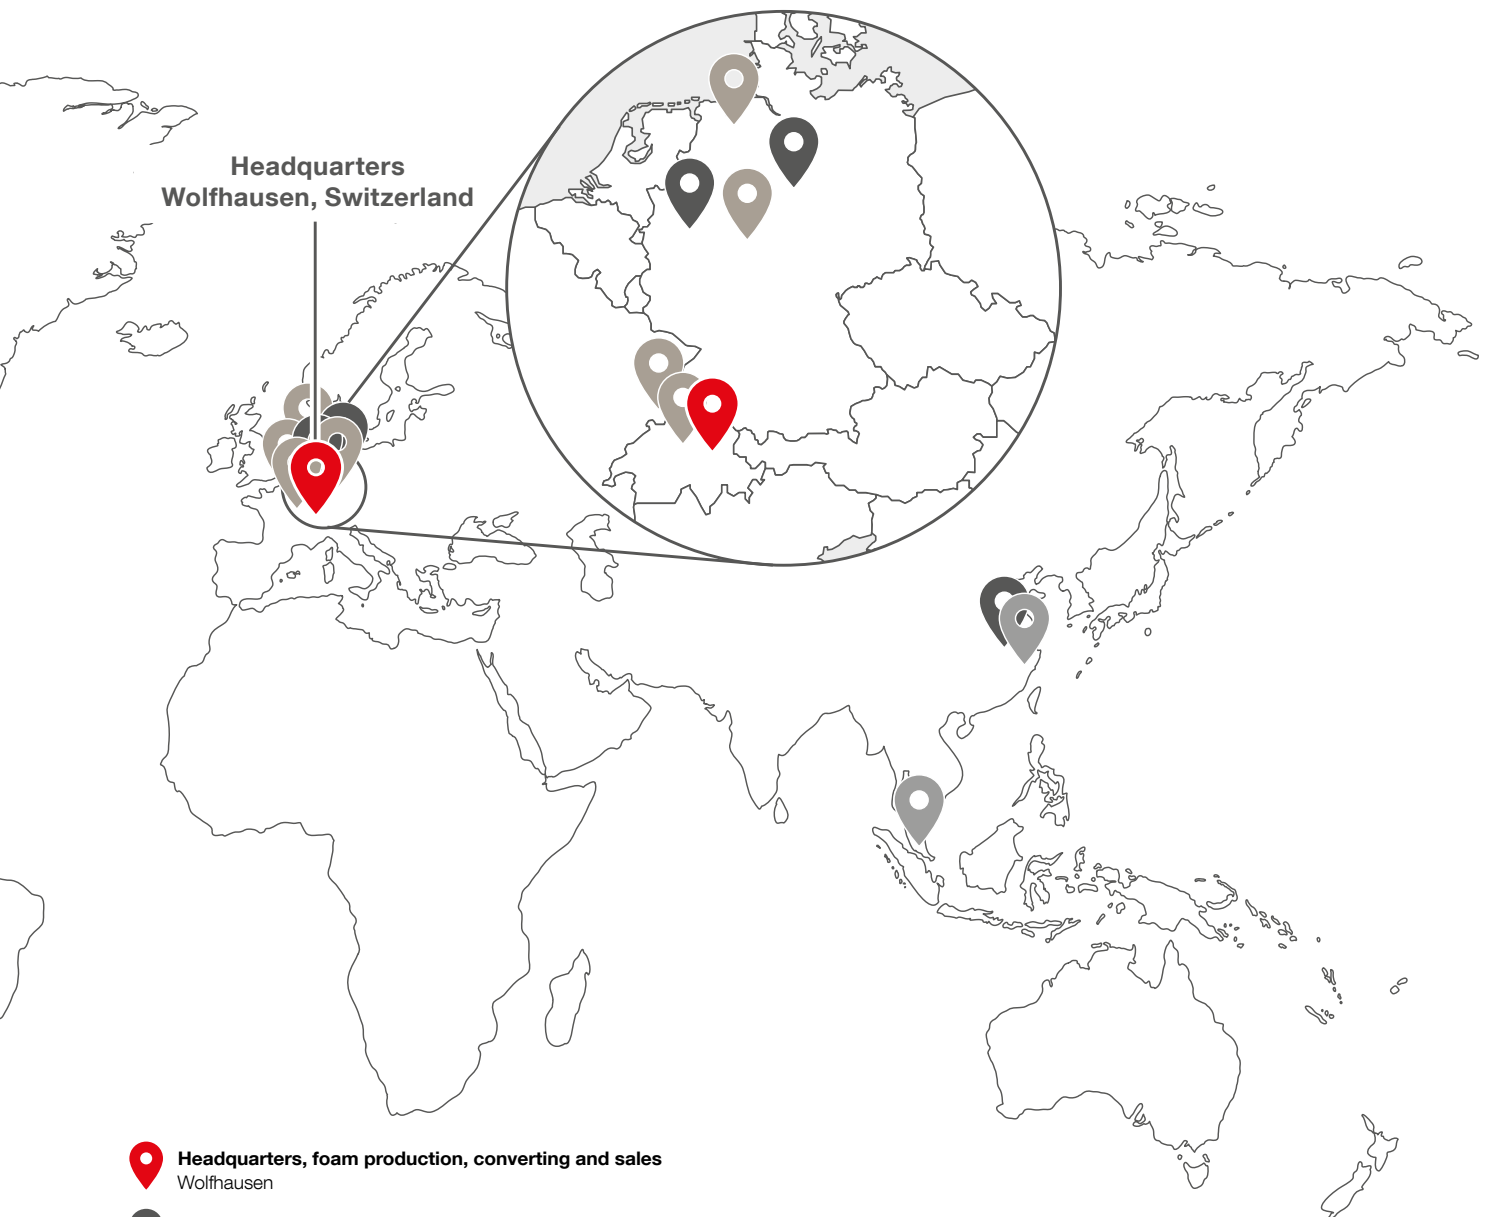 Headquarters
Wolfhausen, Switzerland
Headquarters, foam production, converting and sales
Wolfhausen